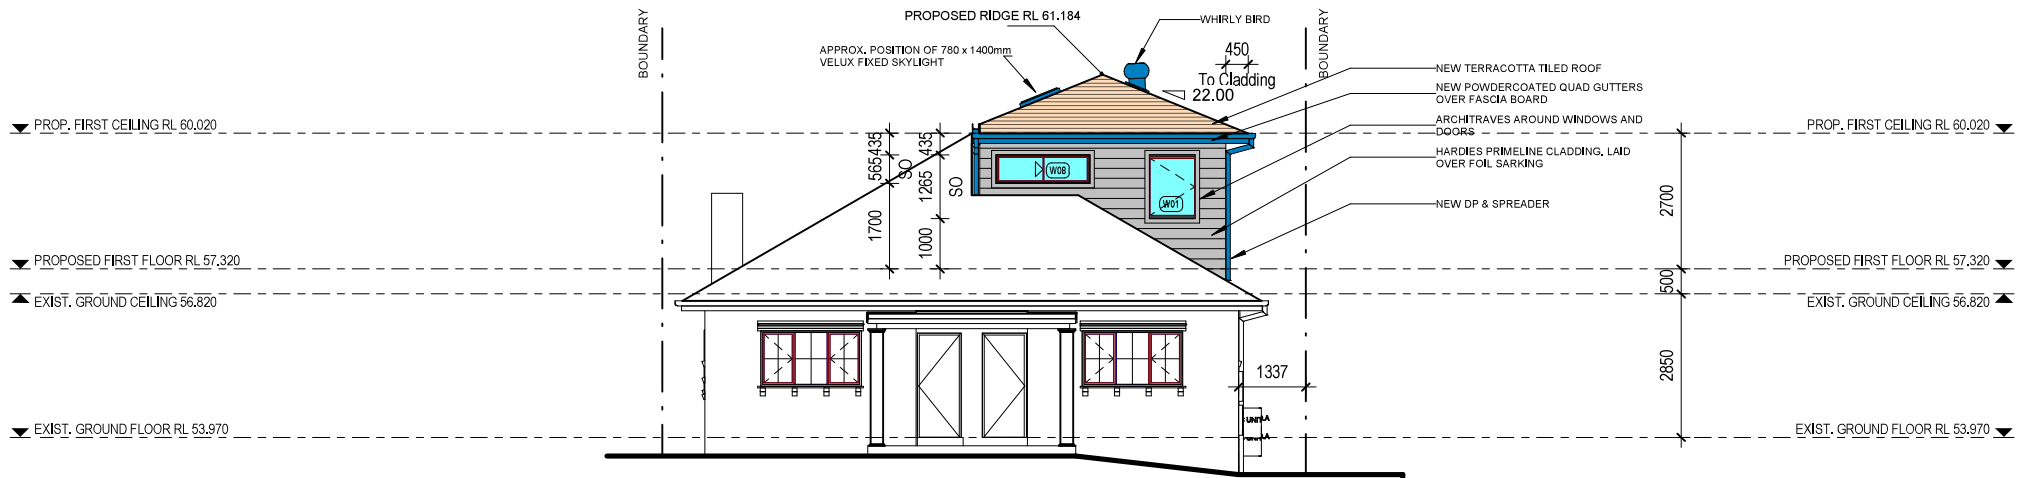 BOUNDARY
PROPOSED RIDGE RL 61.184
WHIRLY BIRD
BOUNDARY
APPROX. POSITION OF 780 x 1400mm
VELUX FIXED SKYLIGHT
450
To Cladding
22.00
NEW TERRACOTTA TILED ROOF
NEW POWDERCOATED QUAD GUTTERS
OVER FASCIA BOARD
ARCHITRAVES AROUND WINDOWS AND
DOORS
HARDIES PRIMELINE CLADDING, LAID
OVER FOIL SARKING
NEW DP & SPREADER
PROP. FIRST CEILING RL 60.020
PROP. FIRST CEILING RL 60.020
435
435
565
SO
1265
SO
1700
1000
W08
W01
2700
PROPOSED FIRST FLOOR RL 57.320
PROPOSED FIRST FLOOR RL 57.320
500
EXIST. GROUND CEILING 56.820
EXIST. GROUND CEILING 56.820
2850
1337
EXIST. GROUND FLOOR RL 53.970
EXIST. GROUND FLOOR RL 53.970